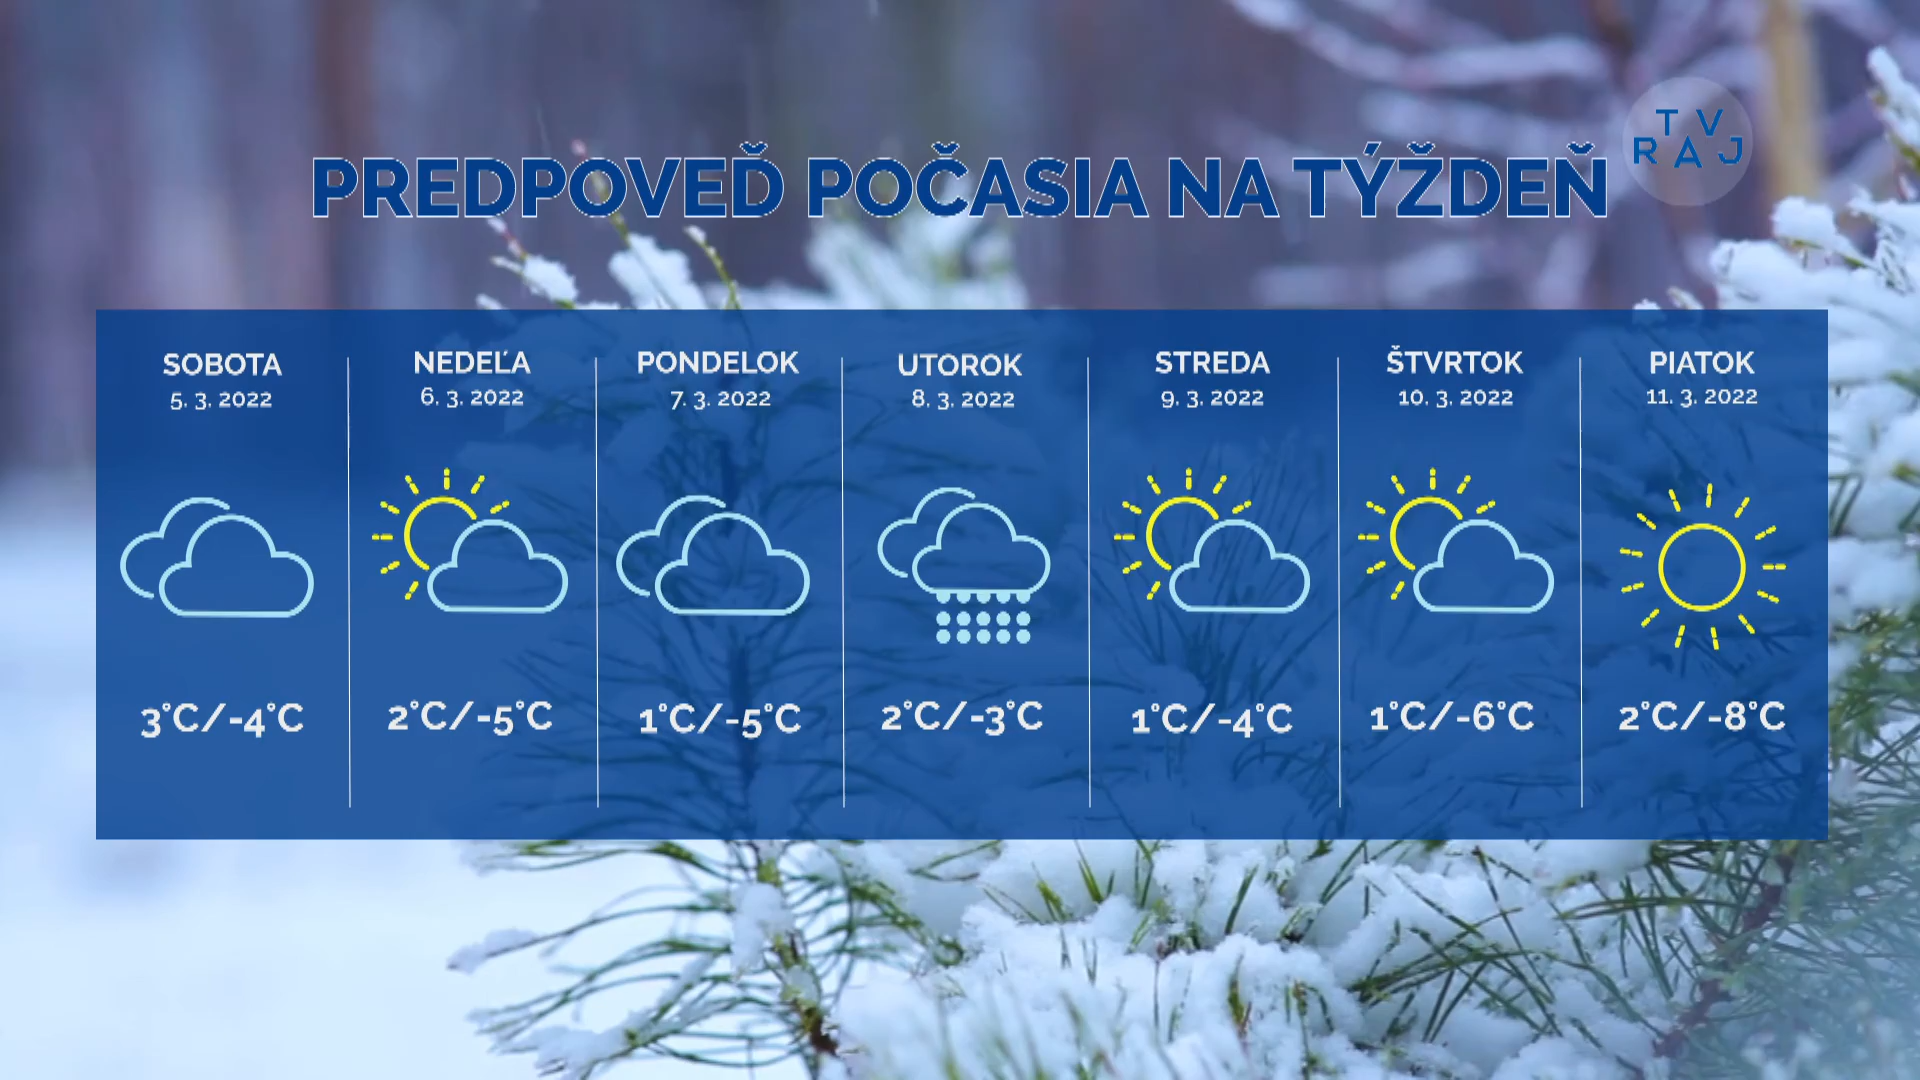 TV
RAJ
PREDPOVEĎ POČASIA NA TÝŽDEŇ
SOBOTA
5. 3. 2022
3°C/-4°C
NEDEĽA
6. 3. 2022
2°C/-5°C
PONDELOK
7. 3. 2022
1°C/-5°C
UTOROK
8. 3. 2022
2°C/-3°C
STREDA
9. 3. 2022
1°C/-4°C
ŠTVRTOK
10. 3. 2022
1°C/-6°C
PIATOK
11. 3. 2022
2°C/-8°C